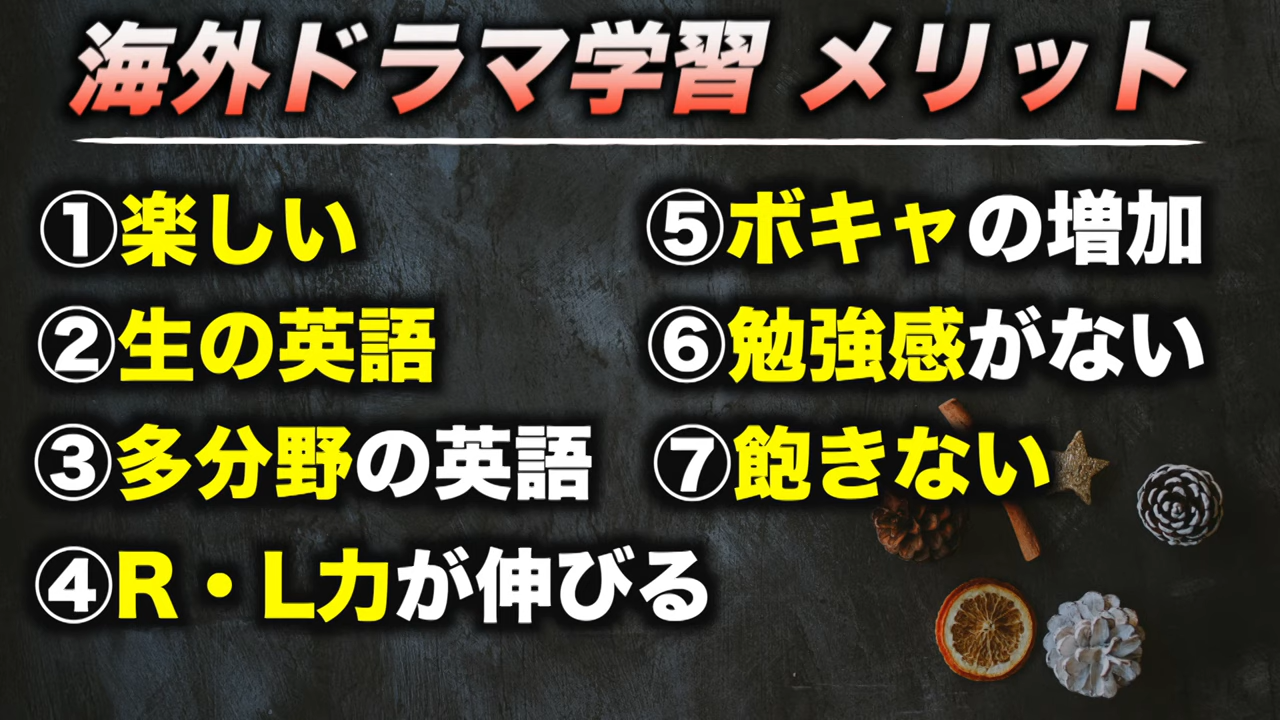 海外ドラマ学習 メリット
①楽しい
②生の英語
③多分野の英語
④R・L力が伸びる
⑤ボキャの増加
⑥勉強感がない
⑦飽きない